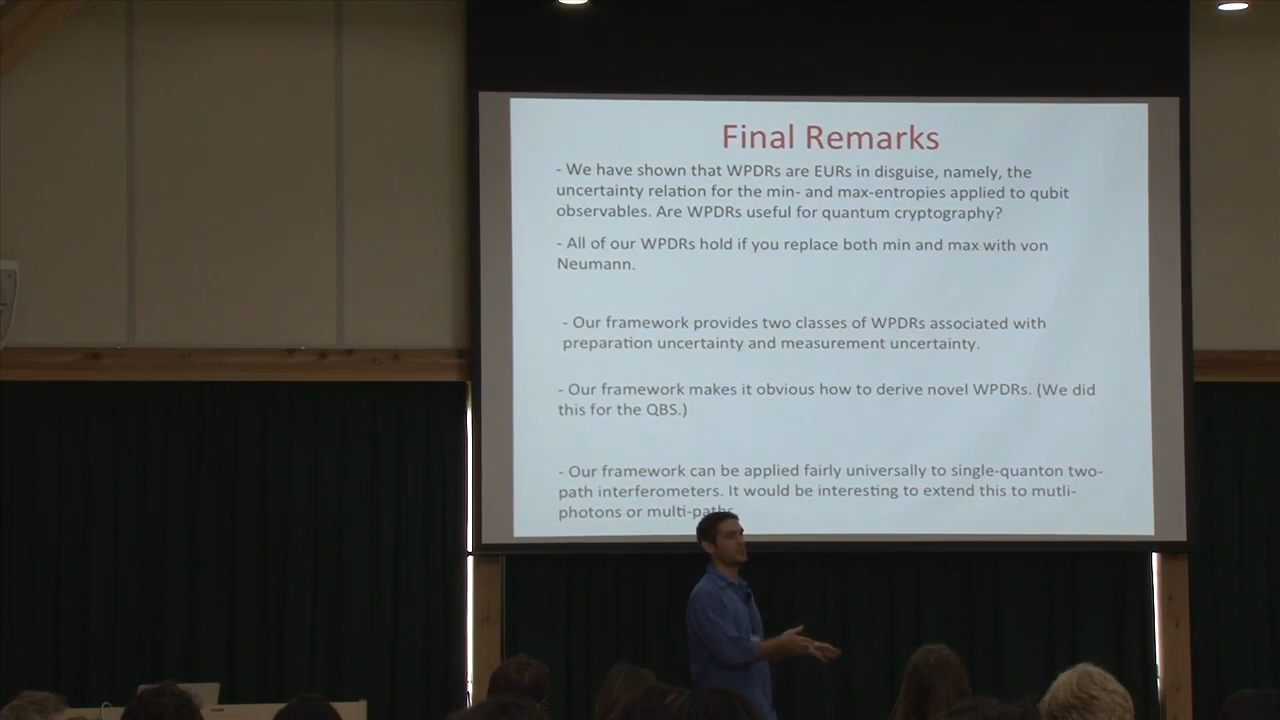 Final Remarks
- We have shown that WPDRs are EURs in disguise, namely, the
uncertainty relation for the min- and max-entropies applied to qubit
observables. Are WPDRs useful for quantum cryptography?
- All of our WPDRs hold if you replace both min and max with von
Neumann.
- Our framework provides two classes of WPDRs associated with
preparation uncertainty and measurement uncertainty.
- Our framework makes it obvious how to derive novel WPDRs. (We did
this for the QBS.)
- Our framework can be applied fairly universally to single-quanton two-
path interferometers. It would be interesting to extend this to mutli-
photons or multi-paths.